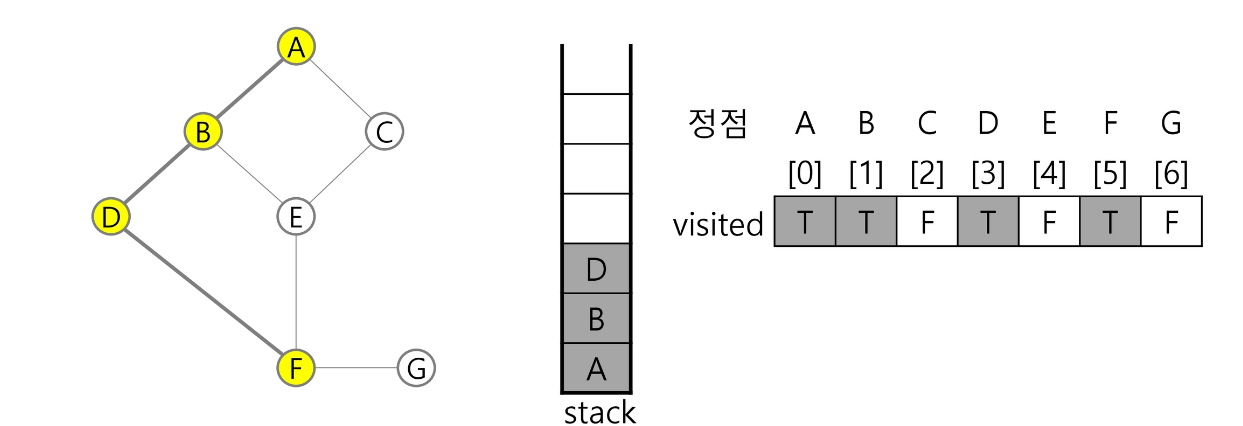 A
B
C
D
E
F
G
D
B
A
stack
정점 A B C D E F G
[0] [1] [2] [3] [4] [5] [6]
visited T T F T F T F